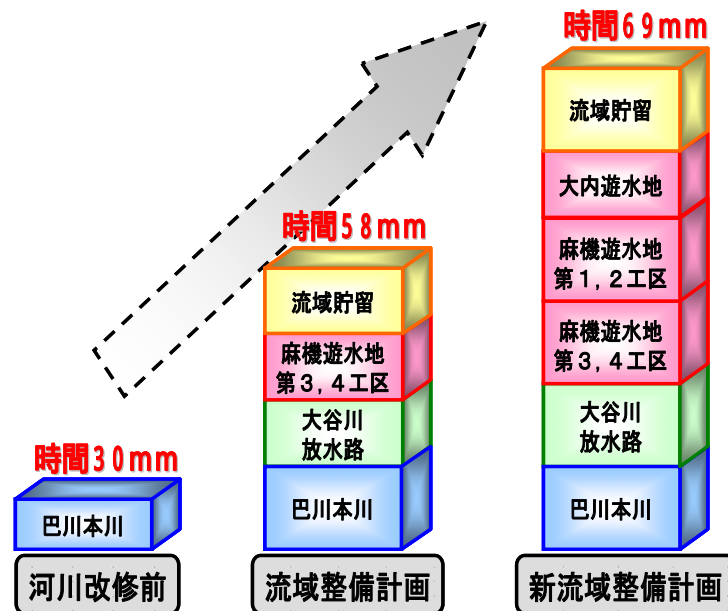 時間30mm
巴川本川
河川改修前
時間58mm
流域貯留
麻機遊水地
第3,4工区
大谷川
放水路
巴川本川
流域整備計画
時間69mm
流域貯留
大内遊水地
麻機遊水地
第1,2工区
麻機遊水地
第3,4工区
大谷川
放水路
巴川本川
新流域整備計画